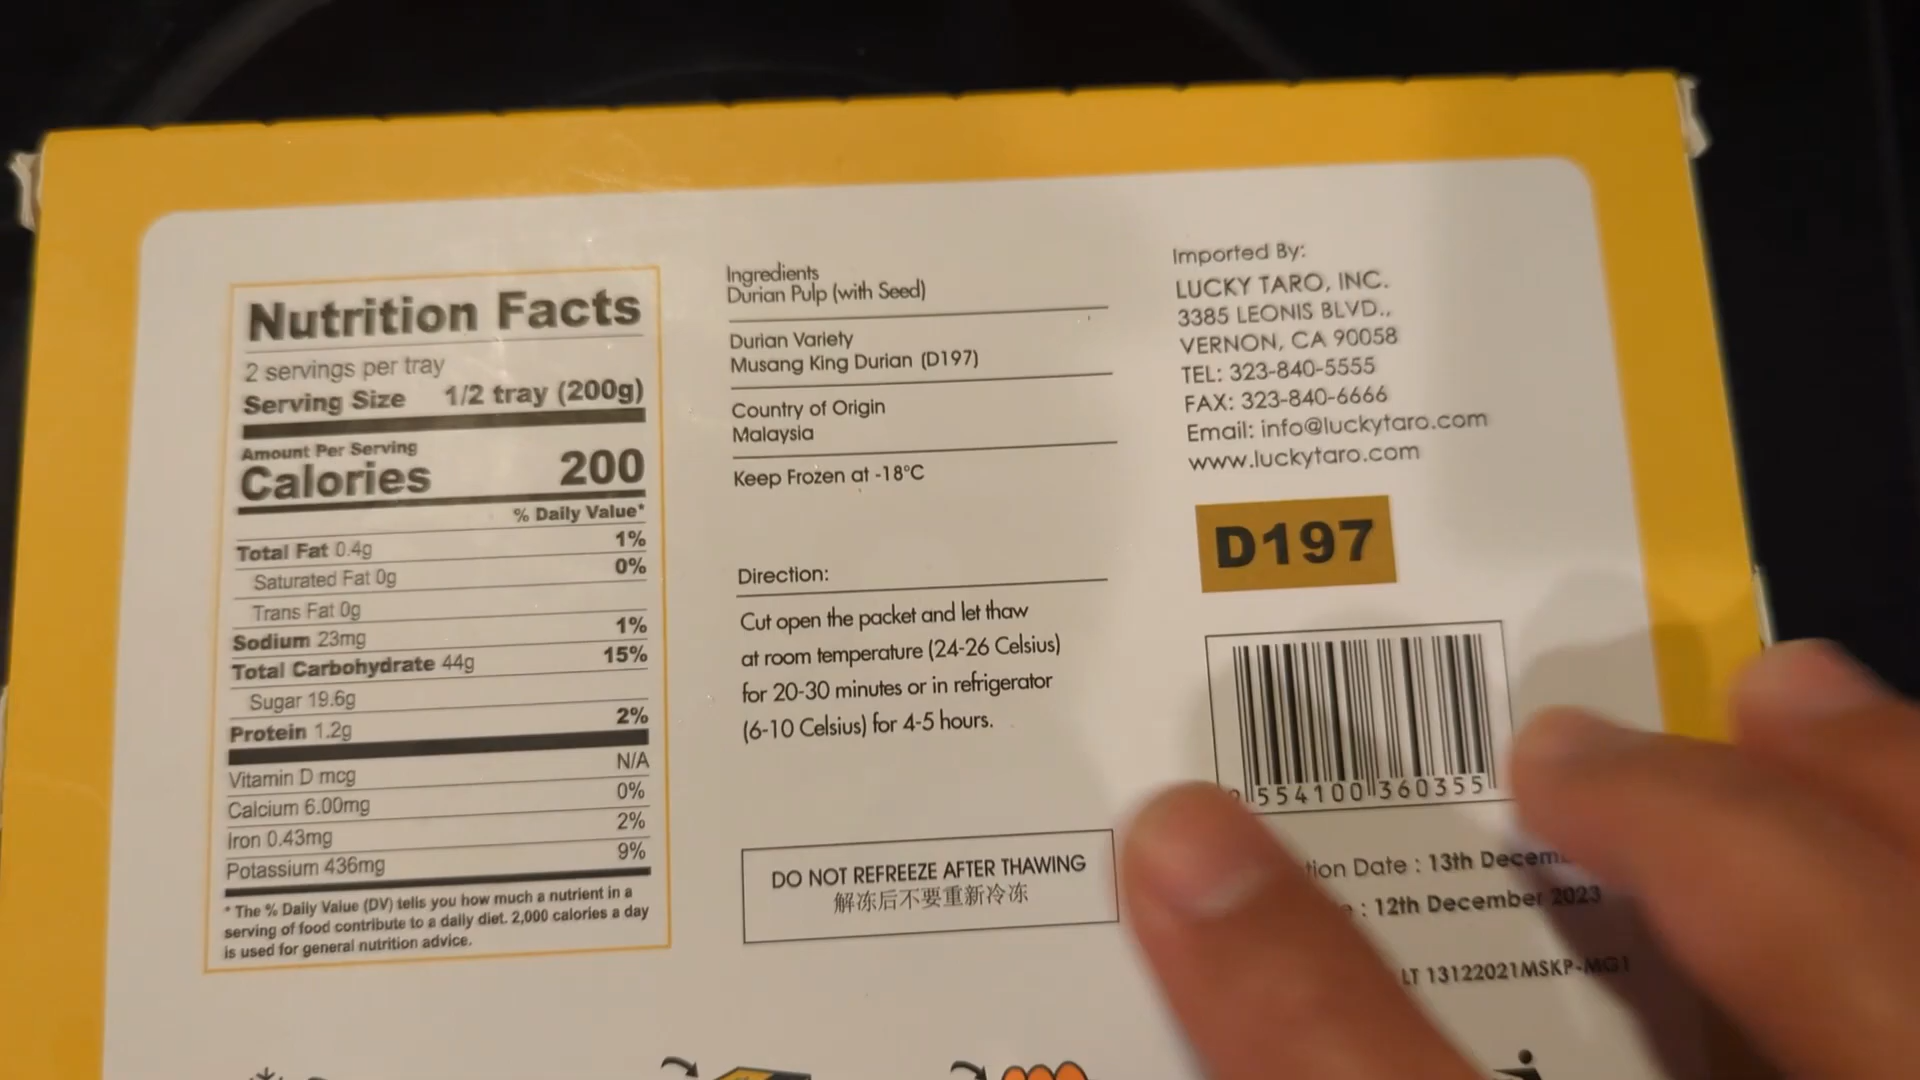 Nutrition Facts
2 servings per tray
Serving Size 1/2 tray (200g)
Amount Per Serving
Calories 200
% Daily Value*
Total Fat 0.4g 1%
Saturated Fat 0g 0%
Trans Fat 0g
Sodium 23mg 1%
Total Carbohydrate 44g 15%
Sugar 19.6g
Protein 1.2g 2%
Vitamin D mcg N/A
Calcium 6.00mg 0%
Iron 0.43mg 2%
Potassium 436mg 9%
* The % Daily Value (DV) tells you how much a nutrient in a
serving of food contribute to a daily diet. 2,000 calories a day
is used for general nutrition advice.
Ingredients
Durian Pulp (with Seed)
Durian Variety
Musang King Durian (D197)
Country of Origin
Malaysia
Keep Frozen at -18°C
Direction:
Cut open the packet and let thaw
at room temperature (24-26 Celsius)
for 20-30 minutes or in refrigerator
(6-10 Celsius) for 4-5 hours.
DO NOT REFREEZE AFTER THAWING
解冻后不要重新冷冻
Imported By:
LUCKY TARO, INC.
3385 LEONIS BLVD.,
VERNON, CA 90058
TEL: 323-840-5555
FAX: 323-840-6666
Email: info@luckytaro.com
www.luckytaro.com
D197
554100 360355
Date : 13th
: 12th December 2023
LT 13122021MSKP-MG1